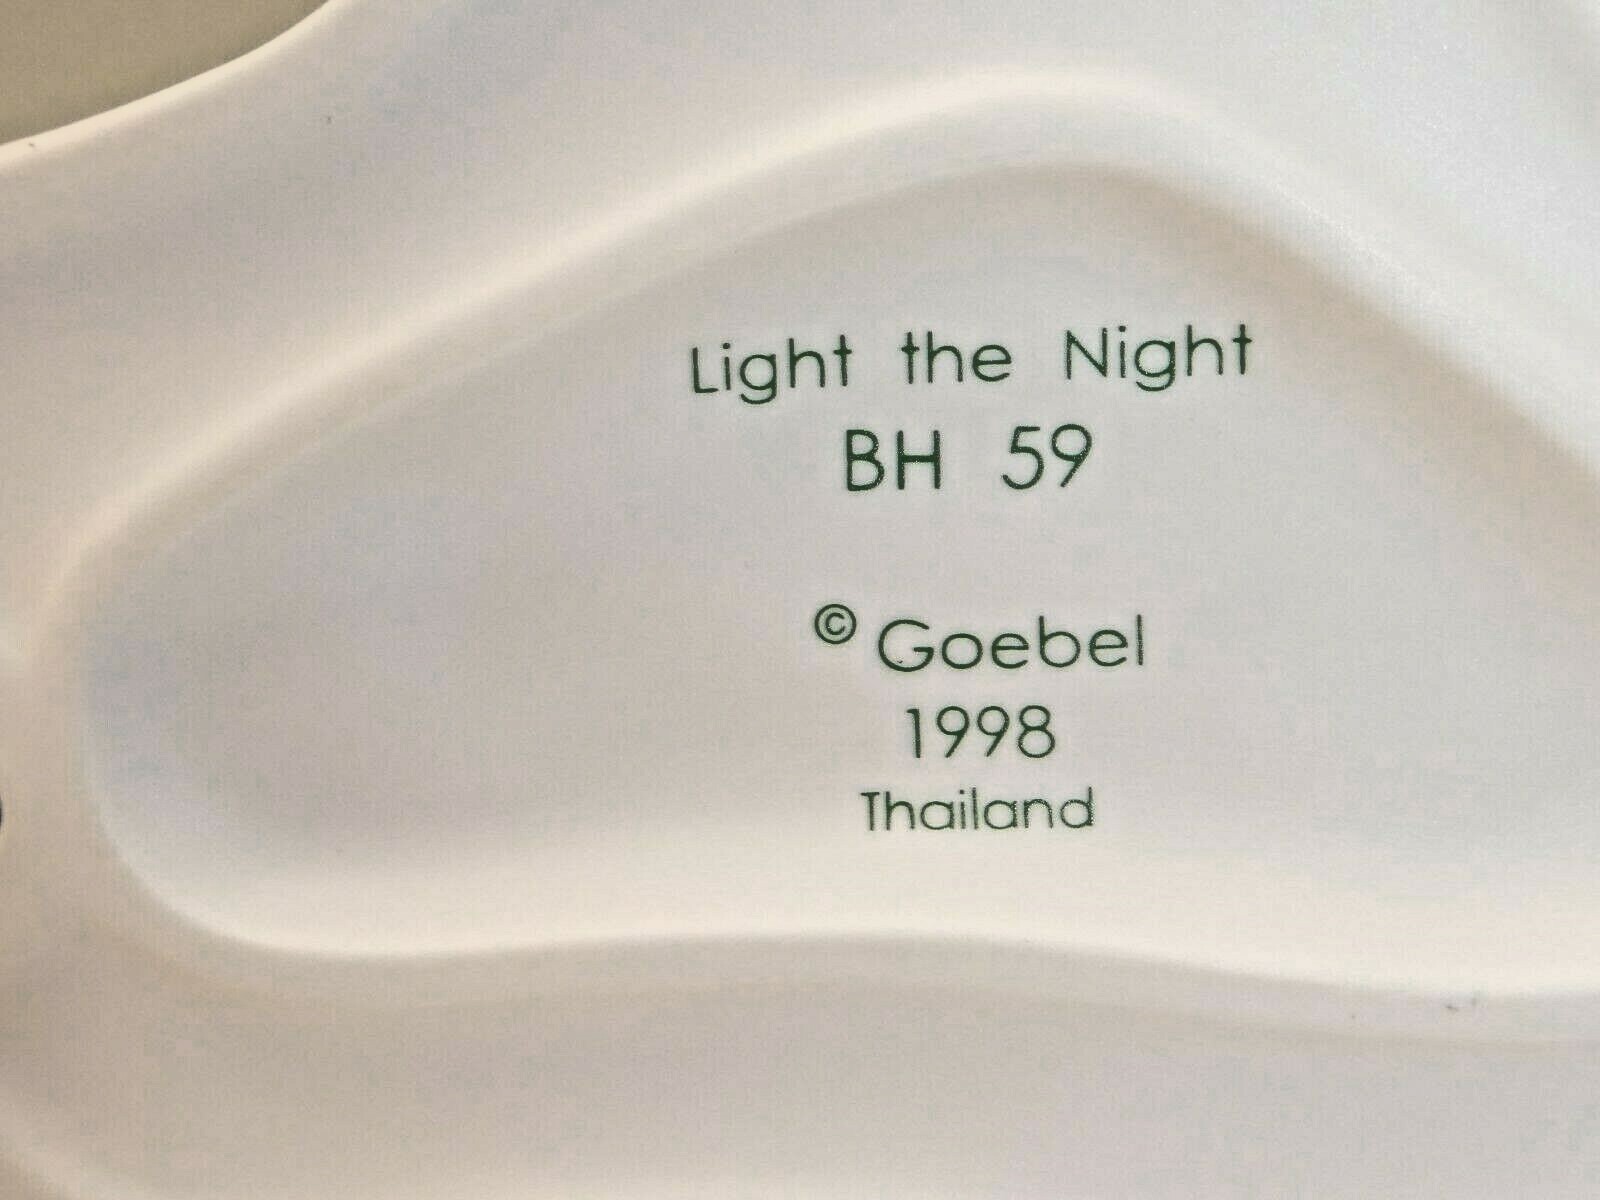 Light the Night
BH 59
© Goebel
1998
Thailand